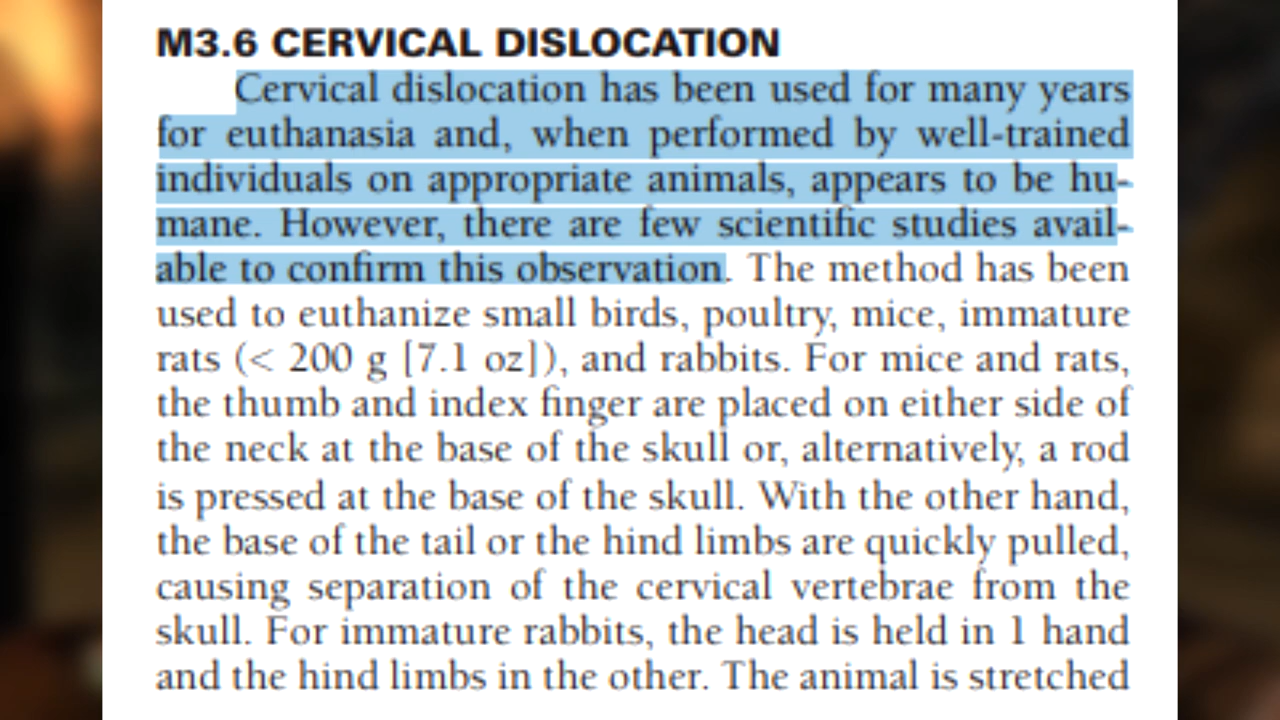 M3.6 CERVICAL DISLOCATION
Cervical dislocation has been used for many years
for euthanasia and, when performed by well-trained
individuals on appropriate animals, appears to be hu-
mane. However, there are few scientific studies avail-
able to confirm this observation. The method has been
used to euthanize small birds, poultry, mice, immature
rats (< 200 g [7.1 oz]), and rabbits. For mice and rats,
the thumb and index finger are placed on either side of
the neck at the base of the skull or, alternatively, a rod
is pressed at the base of the skull. With the other hand,
the base of the tail or the hind limbs are quickly pulled,
causing separation of the cervical vertebrae from the
skull. For immature rabbits, the head is held in 1 hand
and the hind limbs in the other. The animal is stretched